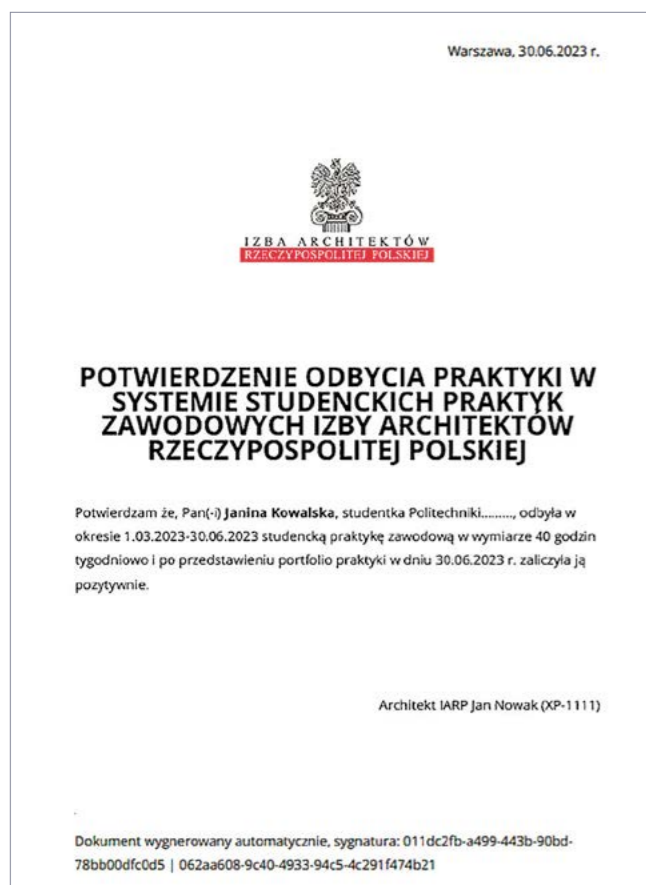 Warszawa, 30.06.2023 r.
IZBA ARCHITEKTÓW
RZECZYPOSPOLITEJ POLSKIEJ
POTWIERDZENIE ODBYCIA PRAKTYKI W
SYSTEMIE STUDENCKICH PRAKTYK
ZAWODOWYCH IZBY ARCHITEKTÓW
RZECZYPOSPOLITEJ POLSKIEJ
Potwierdzam że, Pan(-i) Janina Kowalska, studentka Politechniki........., odbyła w
okresie 1.03.2023-30.06.2023 studencką praktykę zawodową w wymiarze 40 godzin
tygodniowo i po przedstawieniu portfolio praktyki w dniu 30.06.2023 r. zaliczyła ją
pozytywnie.
Architekt IARP Jan Nowak (XP-1111)
.
Dokument wygnerowany automatycznie, sygnatura: 011dc2fb-a499-443b-90bd-
78bb00dfc0d5 | 062aa608-9c40-4933-94c5-4c291f474b21